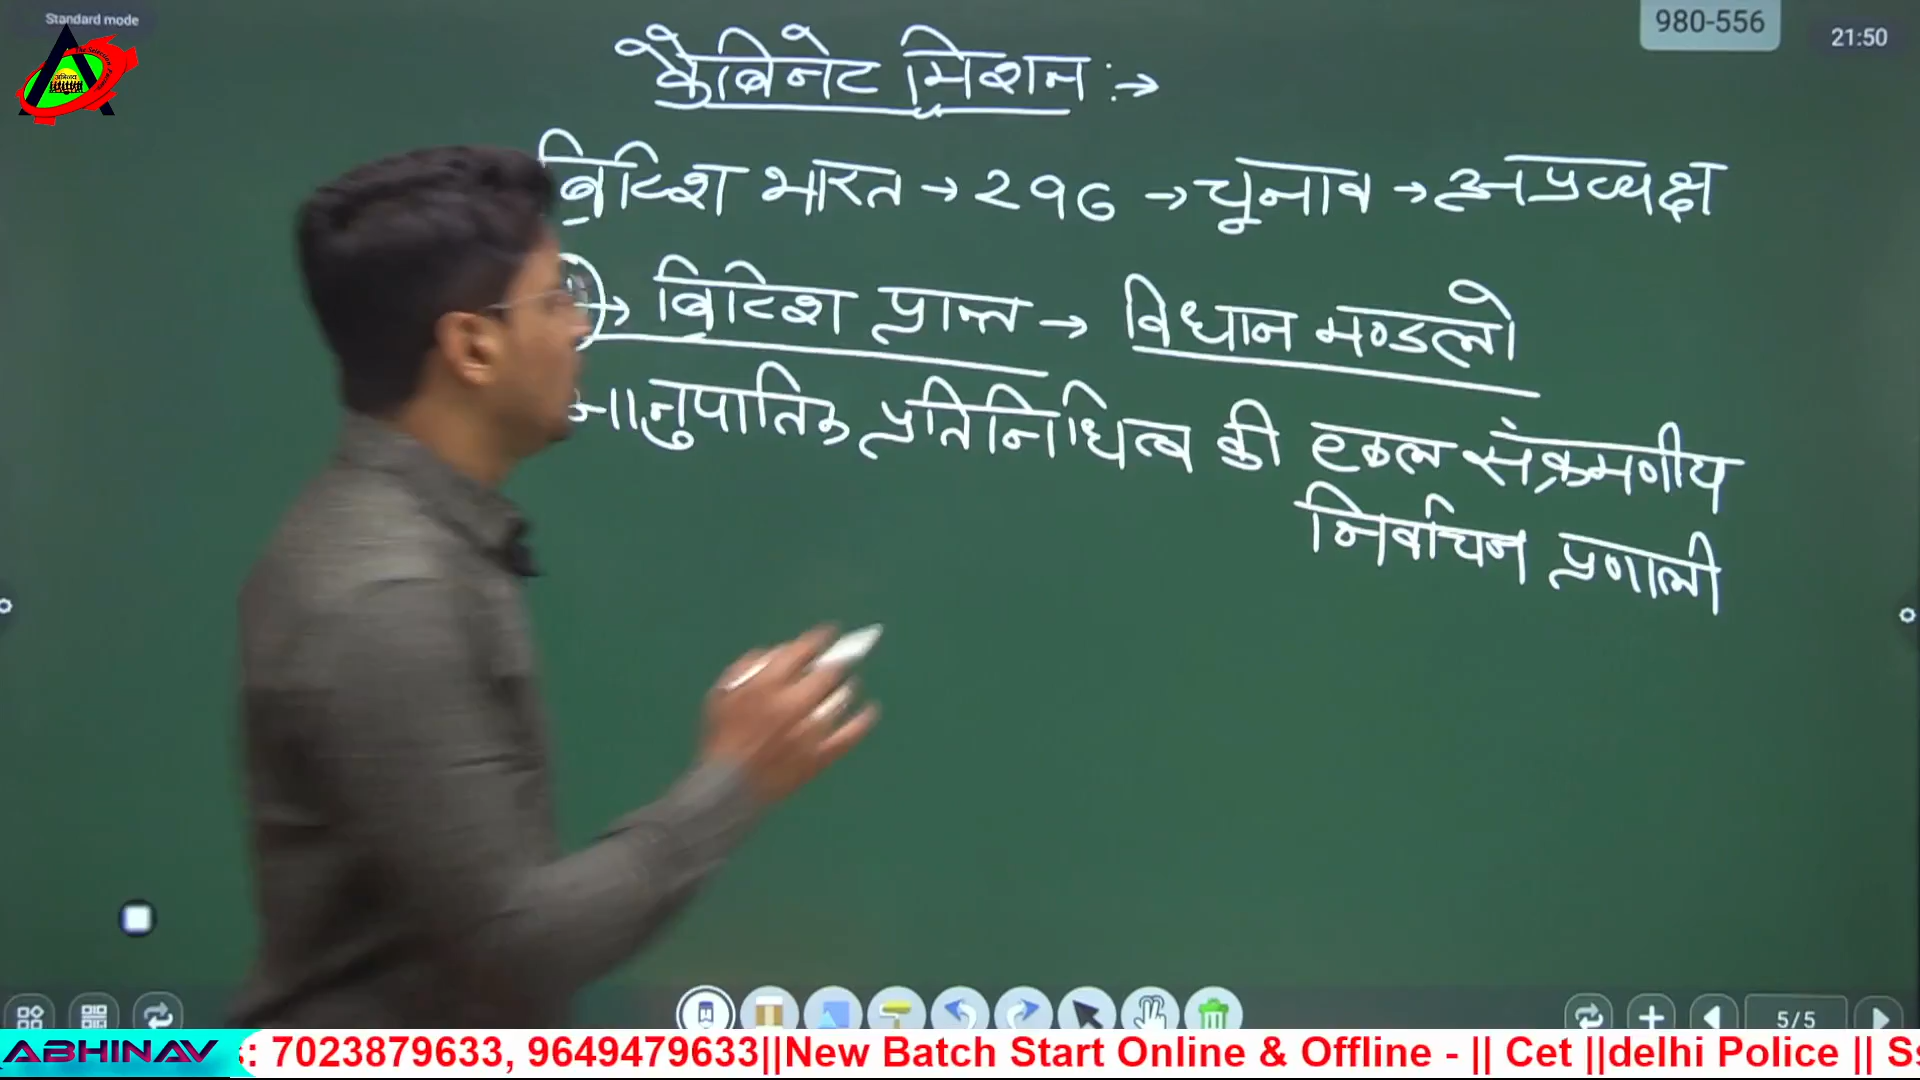 Standard mode
980-556
21:50
कैबिनेट मिशन :→
ब्रिटिश भारत → 296 → चुनाव → अप्रत्यक्ष
→ ब्रिटिश प्रान्त → विधान मण्डलो
आनुपातिक प्रतिनिधित्व की एकल संक्रमणीय
निर्वाचन प्रणाली
5/5
ABHINAV : 7023879633, 9649479633||New Batch Start Online & Offline - || Cet ||delhi Police || Ss